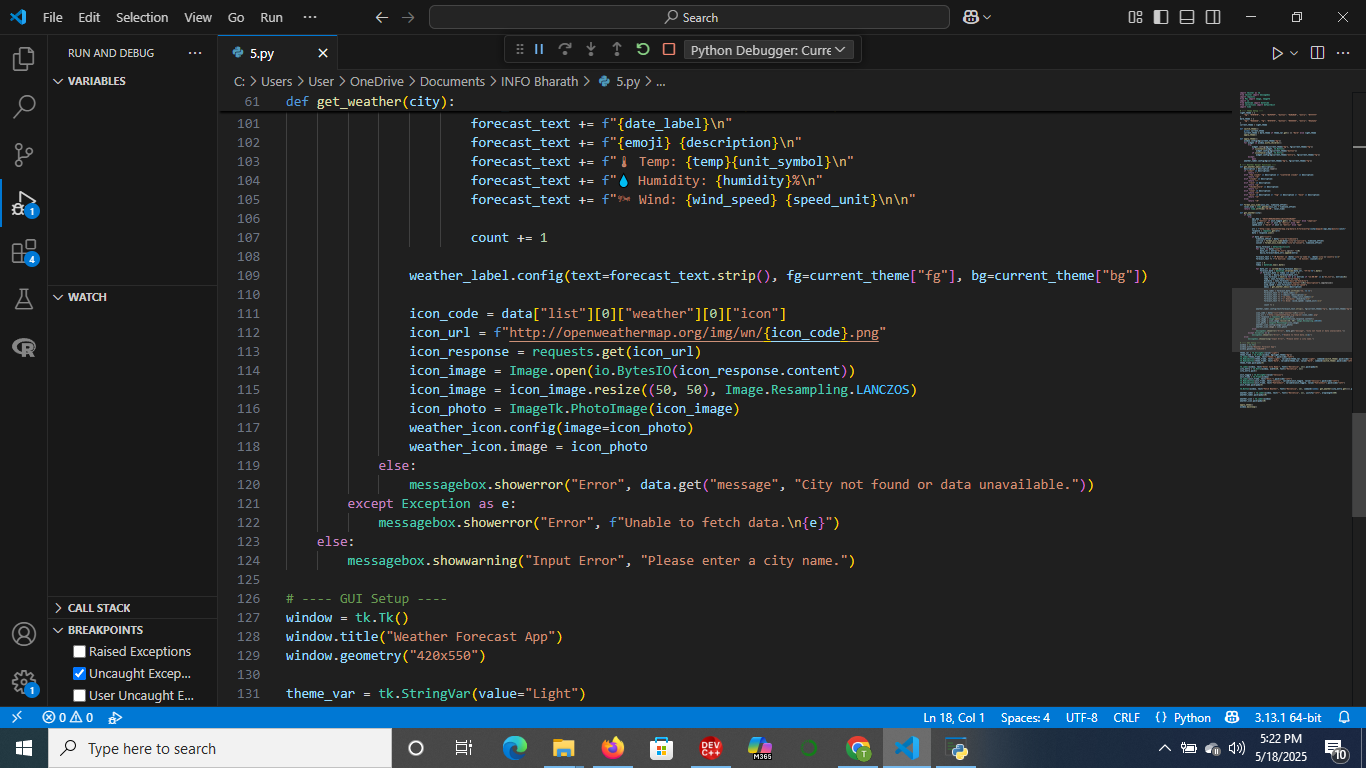 File Edit Selection View Go Run ··· Search
RUN AND DEBUG ··· 5.py Python Debugger: Curre
VARIABLES
C: > Users > User > OneDrive > Documents > INFO Bharath > 5.py > ...
61 def get_weather(city):
101 forecast_text += f"{date_label}\n"
102 forecast_text += f"{emoji} {description}\n"
103 forecast_text += f"🌡 Temp: {temp}{unit_symbol}\n"
104 forecast_text += f"💧 Humidity: {humidity}%\n"
105 forecast_text += f"🌬 Wind: {wind_speed} {speed_unit}\n\n"
106
107 count += 1
108
109 weather_label.config(text=forecast_text.strip(), fg=current_theme["fg"], bg=current_theme["bg"])
110
111 icon_code = data["list"][0]["weather"][0]["icon"]
112 icon_url = f"http://openweathermap.org/img/wn/{icon_code}.png"
113 icon_response = requests.get(icon_url)
114 icon_image = Image.open(io.BytesIO(icon_response.content))
115 icon_image = icon_image.resize((50, 50), Image.Resampling.LANCZOS)
116 icon_photo = ImageTk.PhotoImage(icon_image)
117 weather_icon.config(image=icon_photo)
118 weather_icon.image = icon_photo
119 else:
120 messagebox.showerror("Error", data.get("message", "City not found or data unavailable."))
121 except Exception as e:
122 messagebox.showerror("Error", f"Unable to fetch data.\n{e}")
123 else:
124 messagebox.showwarning("Input Error", "Please enter a city name.")
125
126 # ---- GUI Setup ----
127 window = tk.Tk()
128 window.title("Weather Forecast App")
129 window.geometry("420x550")
130
131 theme_var = tk.StringVar(value="Light")
WATCH
CALL STACK
BREAKPOINTS
Raised Exceptions
Uncaught Excep...
User Uncaught E...
1
4
1
0 0 Ln 18, Col 1 Spaces: 4 UTF-8 CRLF {} Python 3.13.1 64-bit
Type here to search
DEV C++
M365
T
5:22 PM
5/18/2025
10